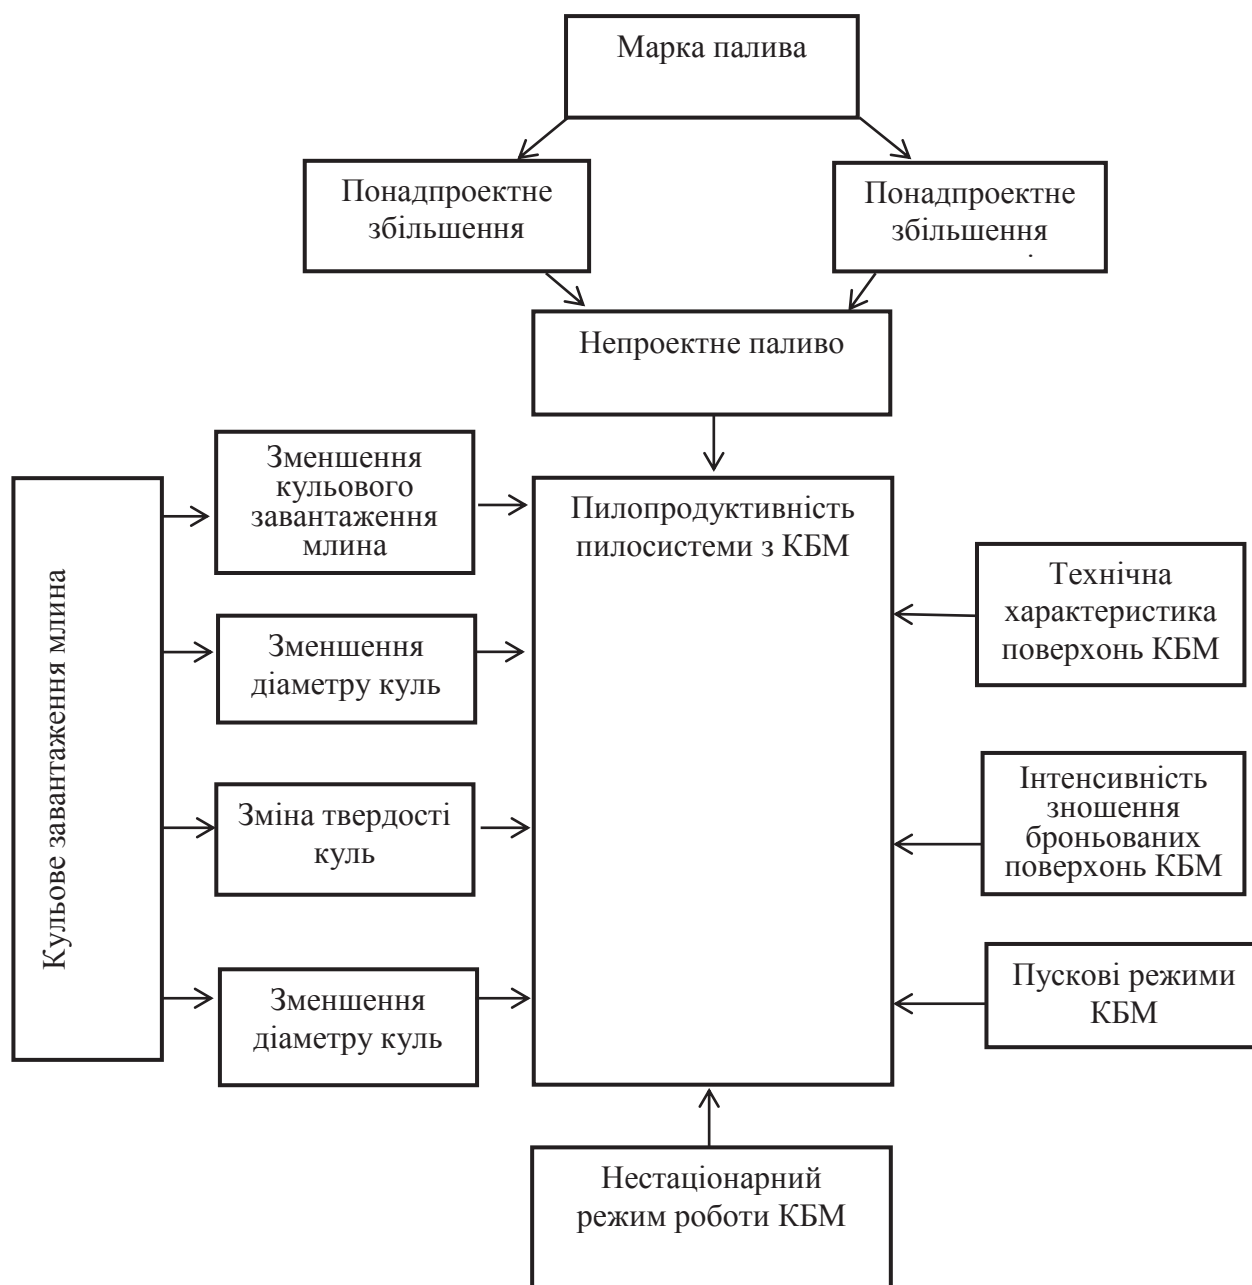 Марка палива
Понадпроектне
збільшення
Понадпроектне
збільшення
Непроектне паливо
Кульове завантаження млина
Зменшення
кульового
завантаження
млина
Зменшення
діаметру куль
Зміна твердості
куль
Зменшення
діаметру куль
Пилопродуктивність
пилосистеми з КБМ
Технічна
характеристика
поверхонь КБМ
Інтенсивність
зношення
броньованих
поверхонь КБМ
Пускові режими
КБМ
Нестаціонарний
режим роботи КБМ